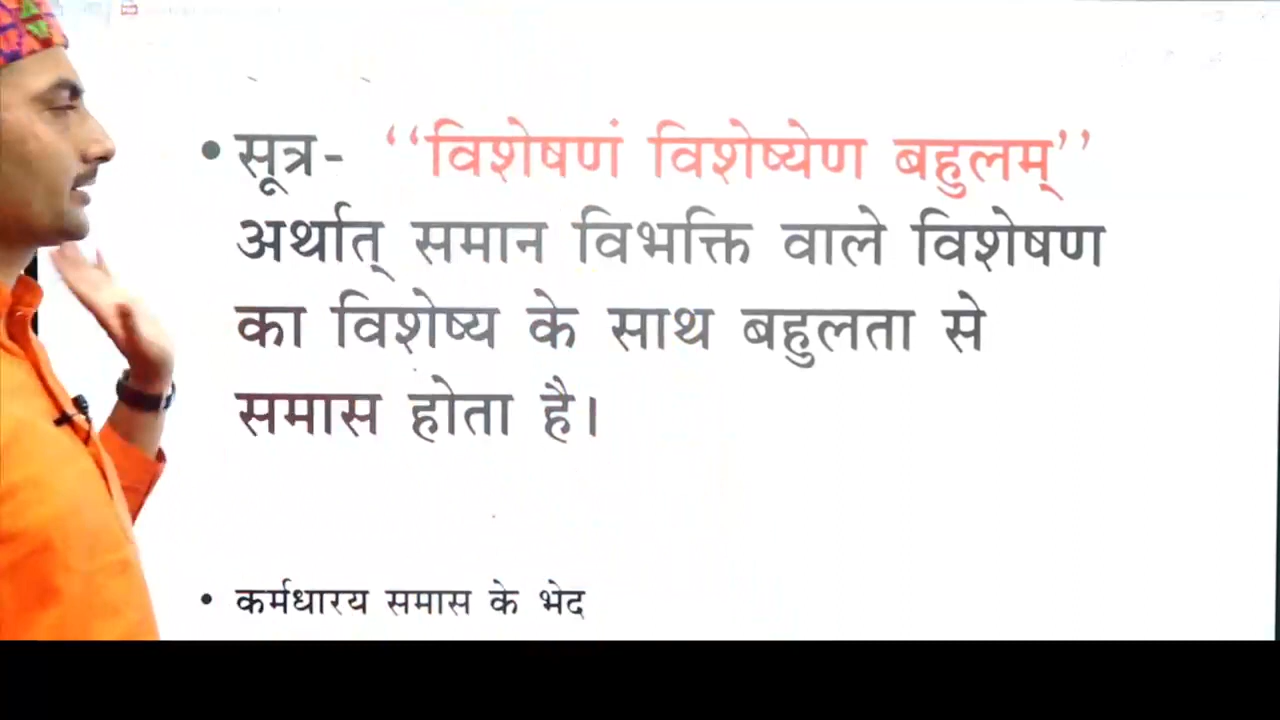 • सूत्र- ‘‘विशेषणं विशेष्येण बहुलम्’’
अर्थात् समान विभक्ति वाले विशेषण
का विशेष्य के साथ बहुलता से
समास होता है।
• कर्मधारय समास के भेद